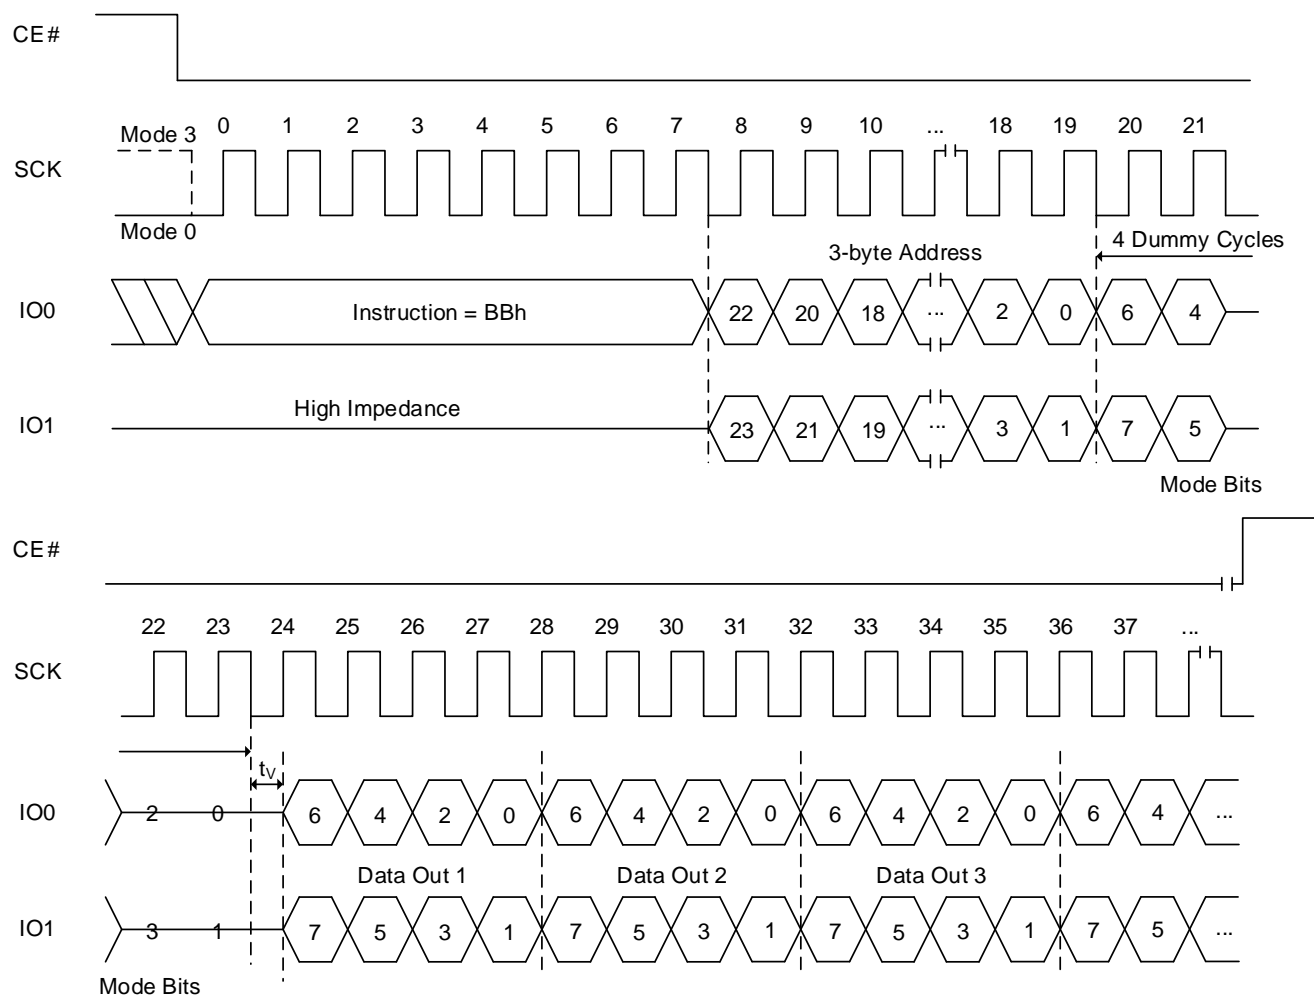 CE#
Mode 3 0 1 2 3 4 5 6 7 8 9 10 ... 18 19 20 21
SCK
Mode 0
3-byte Address 4 Dummy Cycles
IO0 Instruction = BBh 22 20 18 ... 2 0 6 4
High Impedance
IO1 23 21 19 ... 3 1 7 5
Mode Bits
CE#
22 23 24 25 26 27 28 29 30 31 32 33 34 35 36 37 ...
SCK
tV
IO0 2 0 6 4 2 0 6 4 2 0 6 4 2 0 6 4 ...
Data Out 1 Data Out 2 Data Out 3
IO1 3 1 7 5 3 1 7 5 3 1 7 5 3 1 7 5 ...
Mode Bits